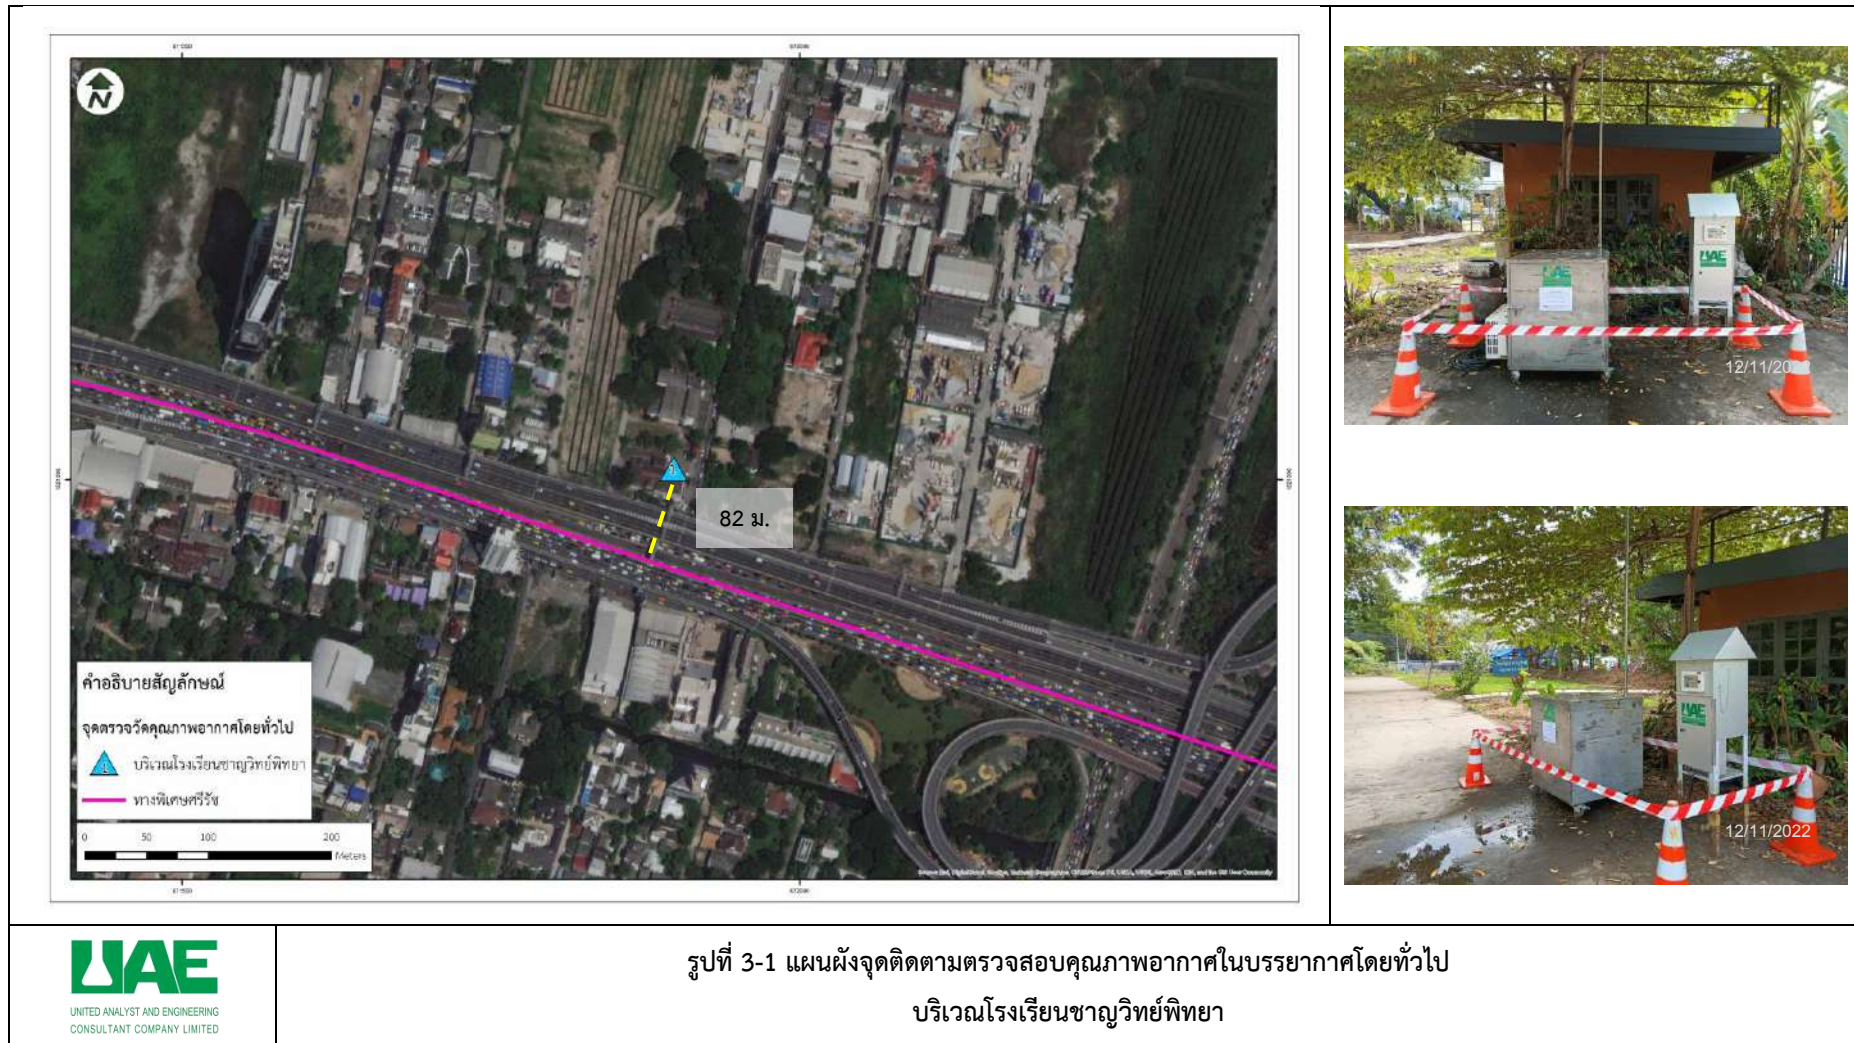 N
1
82 ม.
คำอธิบายสัญลักษณ์
จุดตรวจวัดคุณภาพอากาศโดยทั่วไป
1 บริเวณโรงเรียนชาญวิทย์พิทยา
ทางพิเศษศรีรัช
0 50 100 200
Meters
UAE
12/11/20
UAE
12/11/2022
UAE
UNITED ANALYST AND ENGINEERING
CONSULTANT COMPANY LIMITED
รูปที่ 3-1 แผนผังจุดติดตามตรวจสอบคุณภาพอากาศในบรรยากาศโดยทั่วไป
บริเวณโรงเรียนชาญวิทย์พิทยา